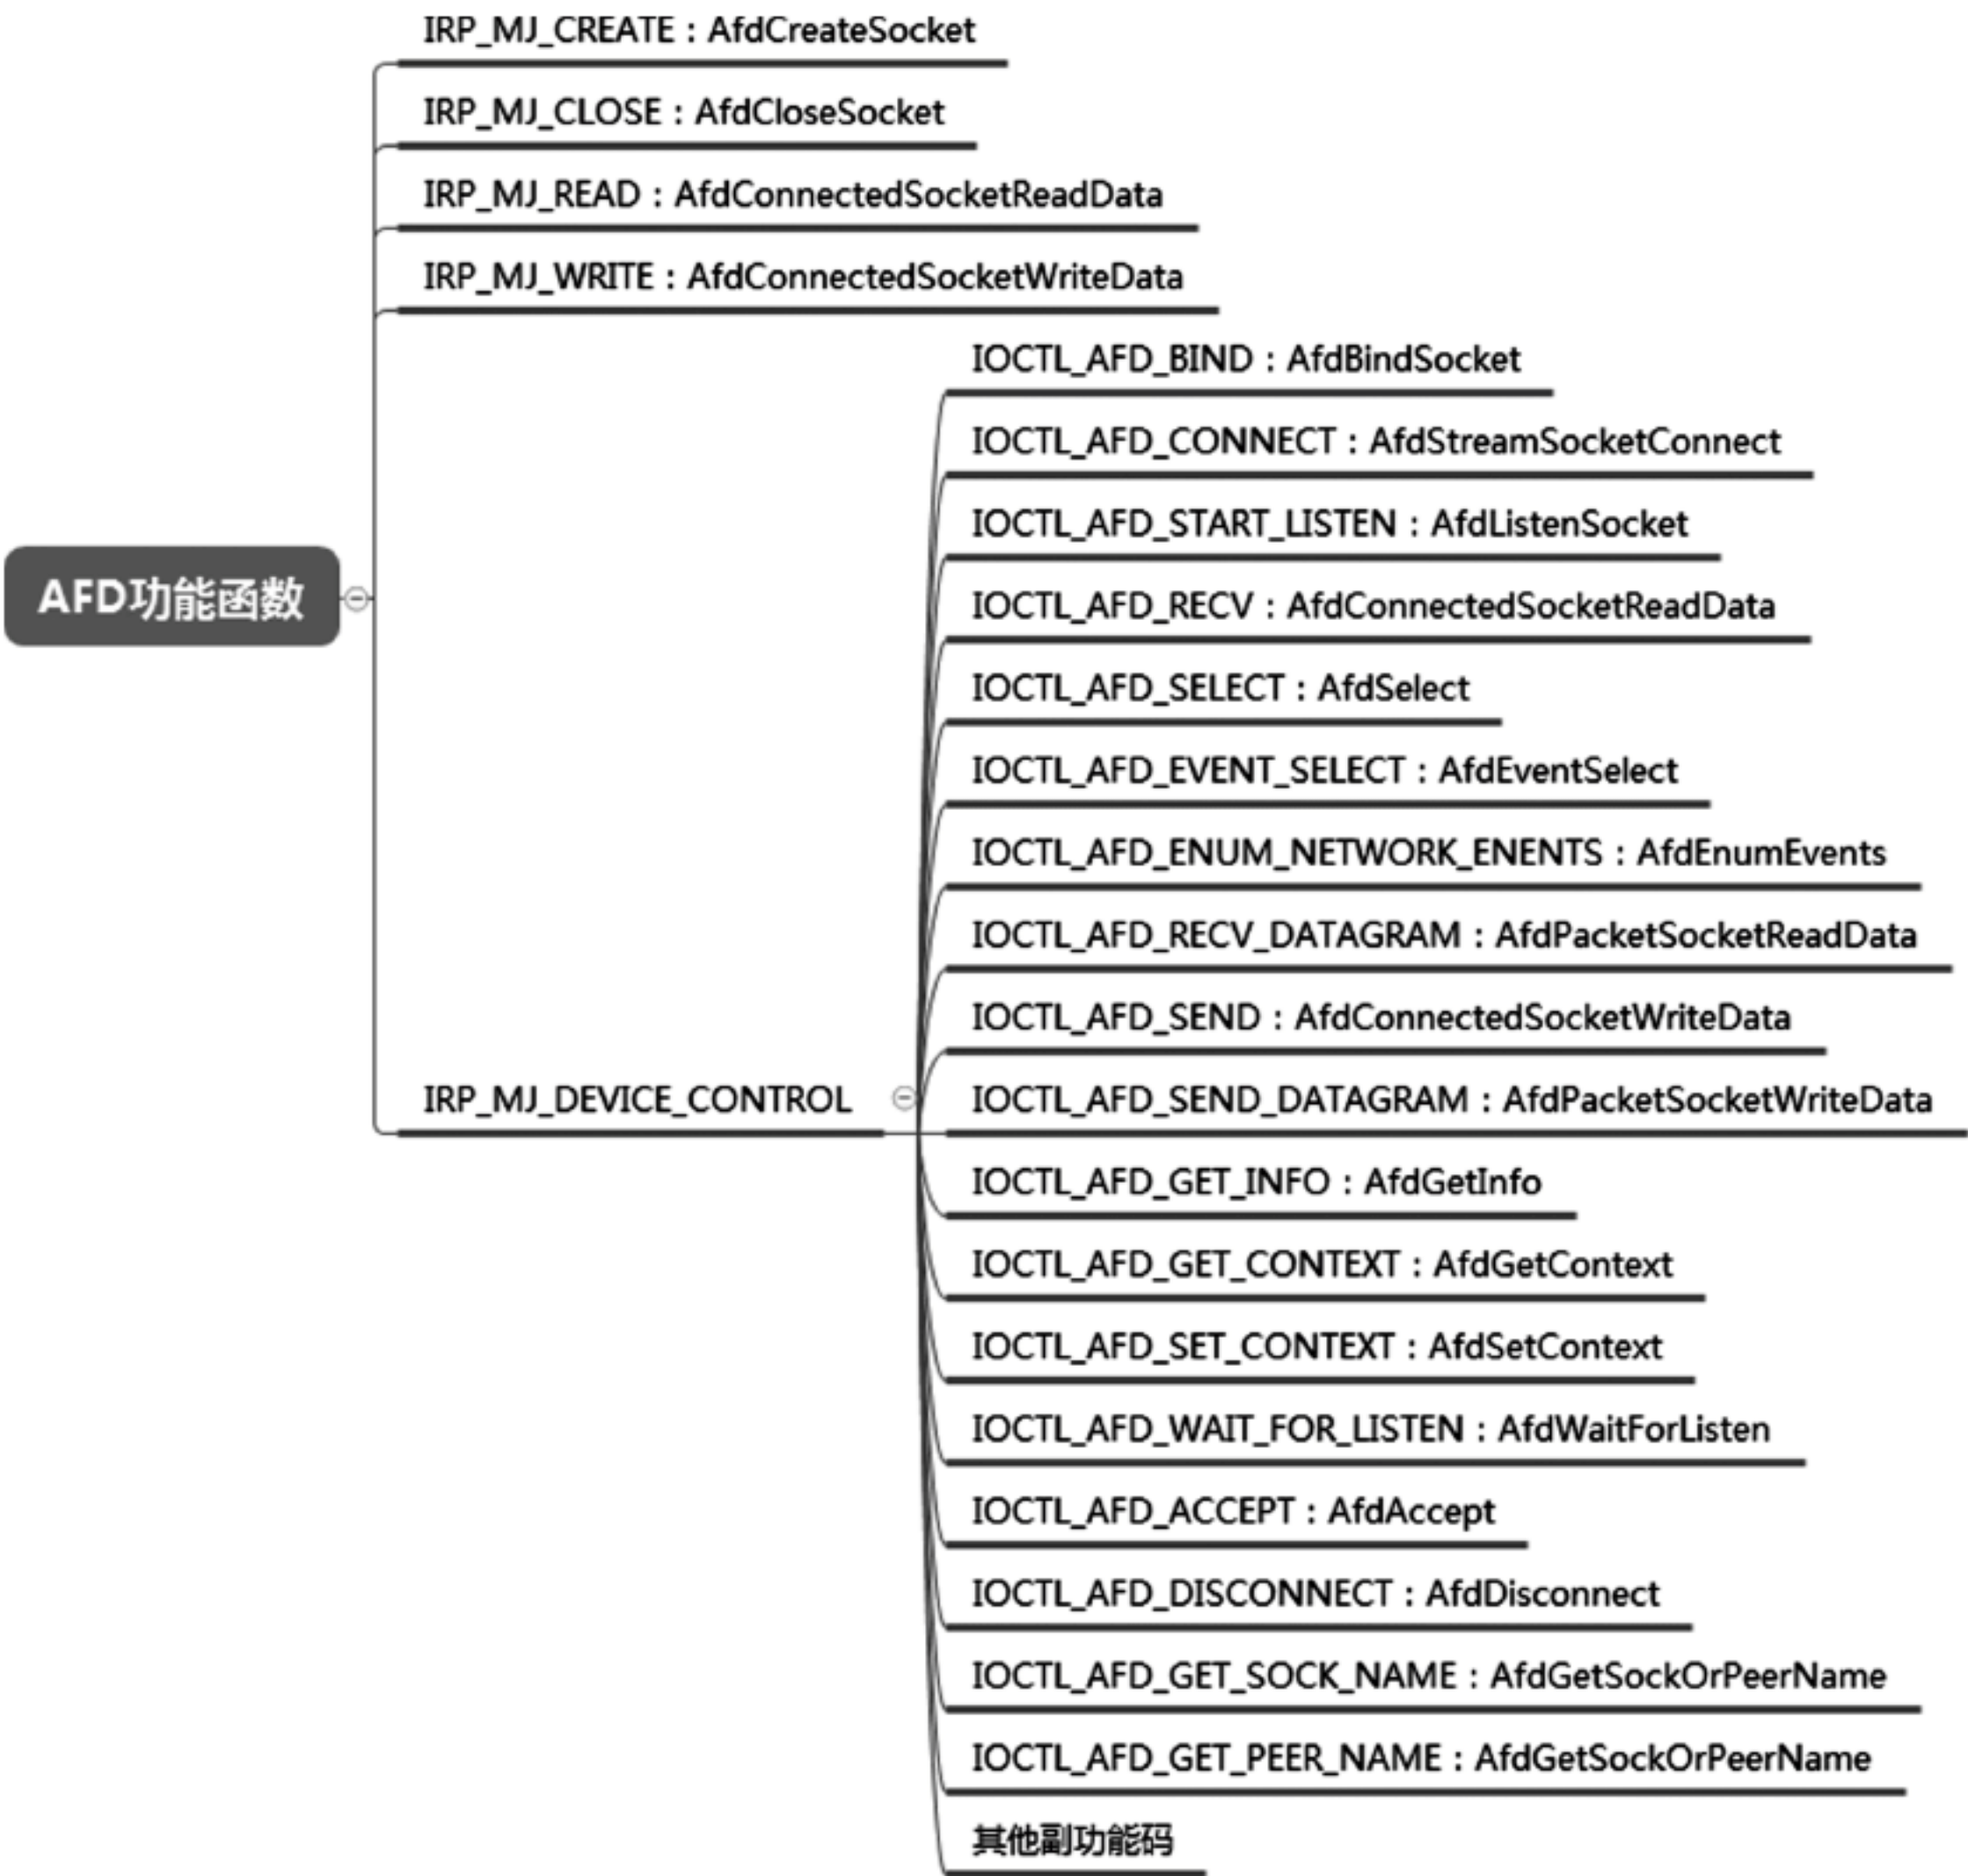 IRP_MJ_CREATE：AfdCreateSocket
IRP_MJ_CLOSE：AfdCloseSocket
IRP_MJ_READ：AfdConnectedSocketReadData
IRP_MJ_WRITE：AfdConnectedSocketWriteData
IOCTL_AFD_BIND：AfdBindSocket
IOCTL_AFD_CONNECT：AfdStreamSocketConnect
IOCTL_AFD_START_LISTEN：AfdListenSocket
AFD功能函数
IOCTL_AFD_RECV：AfdConnectedSocketReadData
IOCTL_AFD_SELECT：AfdSelect
IOCTL_AFD_EVENT_SELECT：AfdEventSelect
IOCTL_AFD_ENUM_NETWORK_ENENTS：AfdEnumEvents
IOCTL_AFD_RECV_DATAGRAM：AfdPacketSocketReadData
IOCTL_AFD_SEND：AfdConnectedSocketWriteData
IRP_MJ_DEVICE_CONTROL
IOCTL_AFD_SEND_DATAGRAM：AfdPacketSocketWriteData
IOCTL_AFD_GET_INFO：AfdGetInfo
IOCTL_AFD_GET_CONTEXT：AfdGetContext
IOCTL_AFD_SET_CONTEXT：AfdSetContext
IOCTL_AFD_WAIT_FOR_LISTEN：AfdWaitForListen
IOCTL_AFD_ACCEPT：AfdAccept
IOCTL_AFD_DISCONNECT：AfdDisconnect
IOCTL_AFD_GET_SOCK_NAME：AfdGetSockOrPeerName
IOCTL_AFD_GET_PEER_NAME：AfdGetSockOrPeerName
其他副功能码